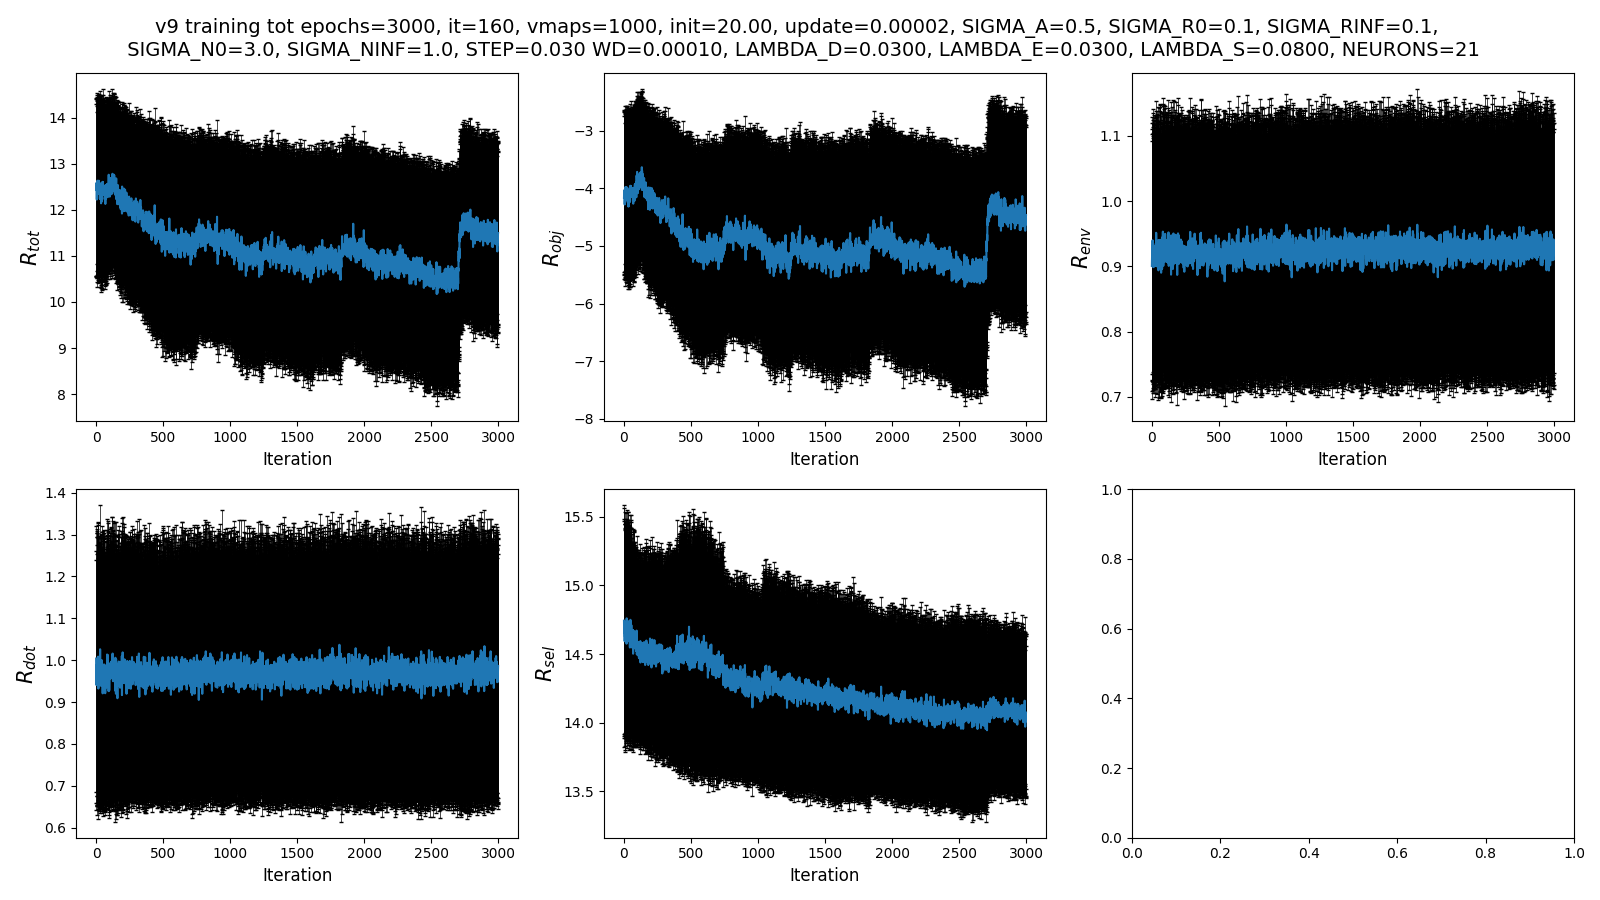 v9 training tot epochs=3000, it=160, vmaps=1000, init=20.00, update=0.00002, SIGMA_A=0.5, SIGMA_R0=0.1, SIGMA_RINF=0.1,
SIGMA_N0=3.0, SIGMA_NINF=1.0, STEP=0.030 WD=0.00010, LAMBDA_D=0.0300, LAMBDA_E=0.0300, LAMBDA_S=0.0800, NEURONS=21
R_tot
14
13
12
11
10
9
8
0 500 1000 1500 2000 2500 3000
Iteration
R_obj
−3
−4
−5
−6
−7
−8
0 500 1000 1500 2000 2500 3000
Iteration
R_env
1.1
1.0
0.9
0.8
0.7
0 500 1000 1500 2000 2500 3000
Iteration
R_dot
1.4
1.3
1.2
1.1
1.0
0.9
0.8
0.7
0.6
0 500 1000 1500 2000 2500 3000
Iteration
R_sel
15.5
15.0
14.5
14.0
13.5
0 500 1000 1500 2000 2500 3000
Iteration
1.0
0.8
0.6
0.4
0.2
0.0
0.0 0.2 0.4 0.6 0.8 1.0